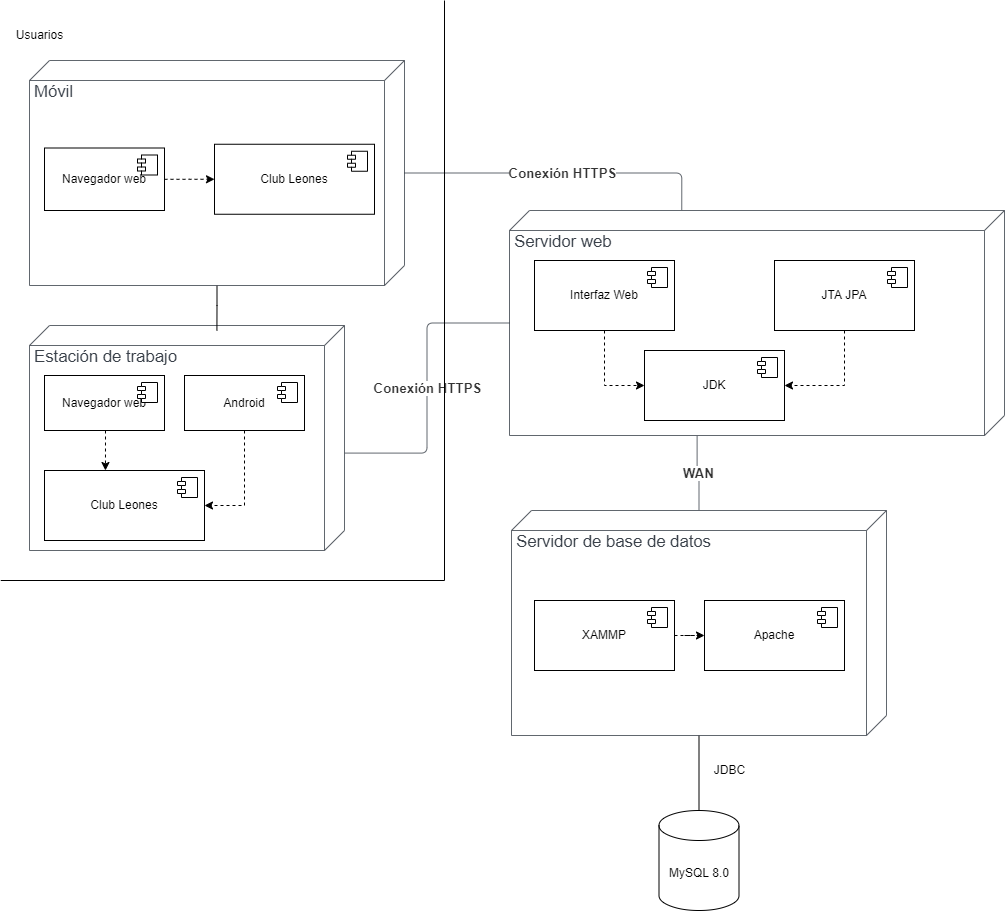 Usuarios
Móvil
Navegador web
Club Leones
Conexión HTTPS
Servidor web
Interfaz Web
JTA JPA
JDK
Estación de trabajo
Navegador web
Android
Club Leones
Conexión HTTPS
WAN
Servidor de base de datos
XAMMP
Apache
JDBC
MySQL 8.0